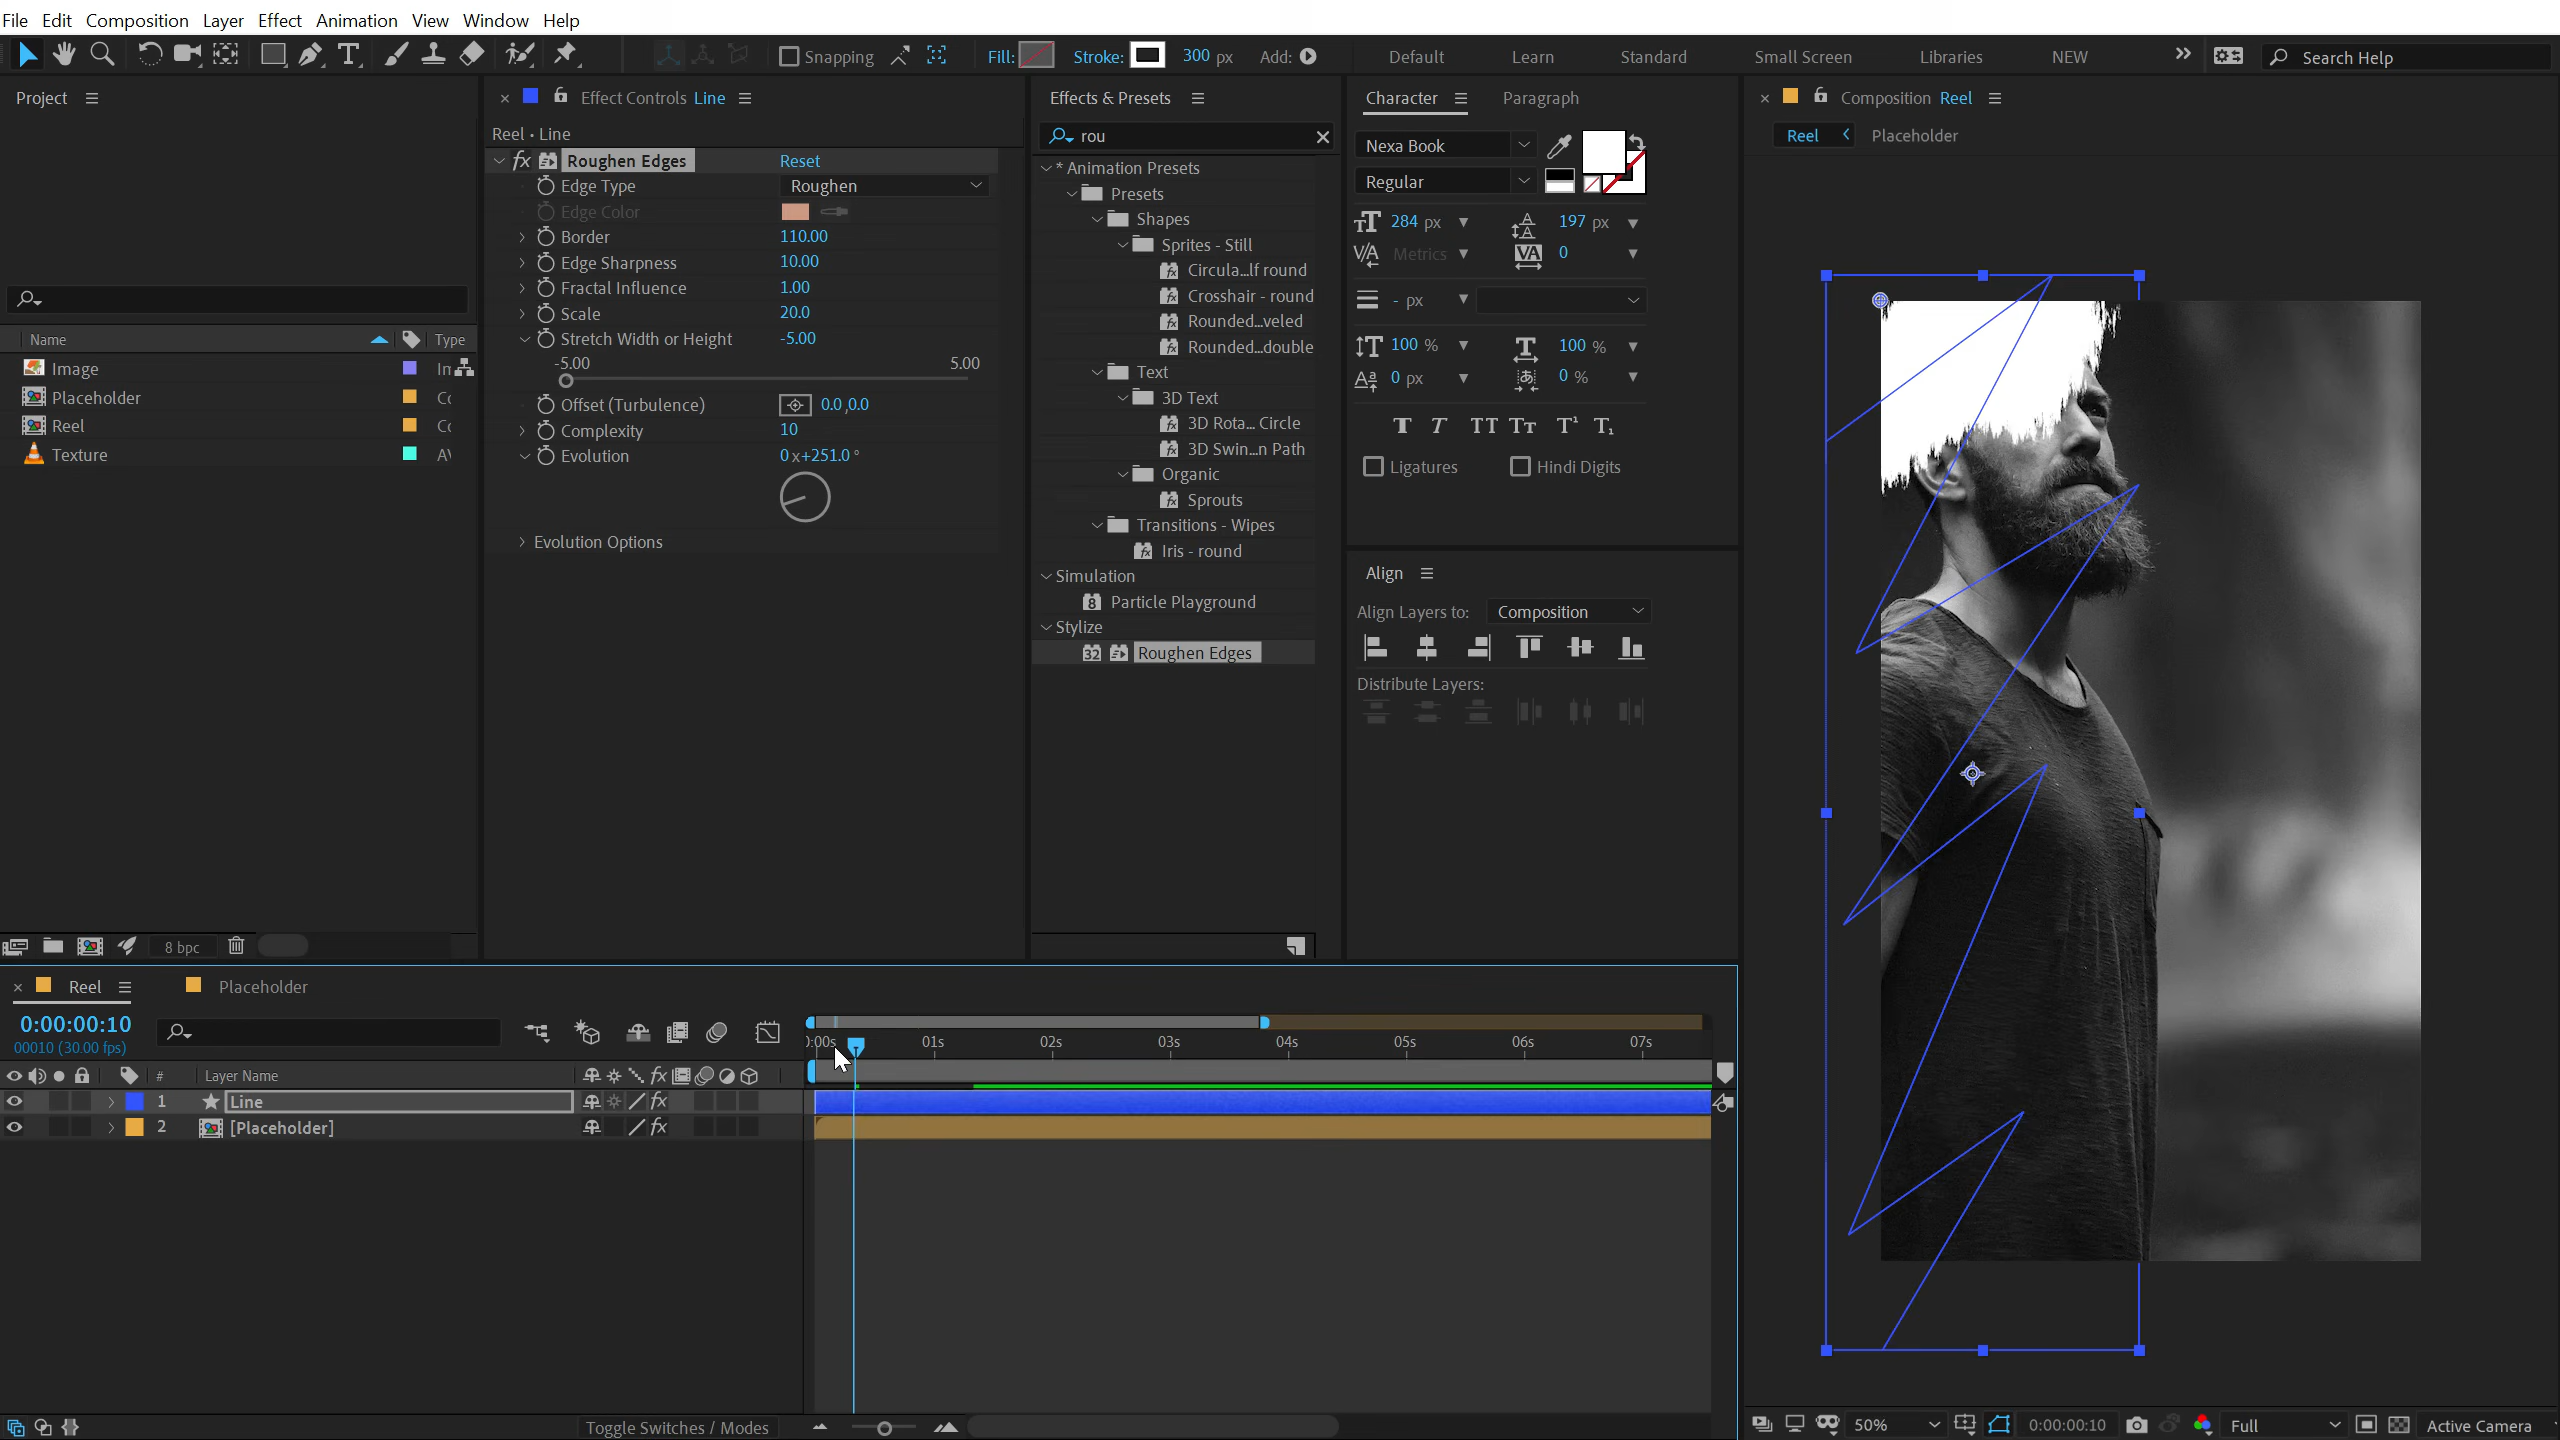 File Edit Composition Layer Effect Animation View Window Help
Snapping Fill: Stroke: 300 px Add: Default Learn Standard Small Screen Libraries NEW Search Help
Project
Effect Controls Line
Reel • Line
fx Roughen Edges Reset
Edge Type Roughen
Edge Color
Border 110.00
Edge Sharpness 10.00
Fractal Influence 1.00
Scale 20.0
Stretch Width or Height -5.00
-5.00 5.00
Offset (Turbulence) 0.0,0.0
Complexity 10
Evolution 0x+251.0°
Evolution Options
Name Type
Image
Placeholder
Reel
Texture
8 bpc
Effects & Presets
rou
* Animation Presets
Presets
Shapes
Sprites - Still
Circula...lf round
Crosshair - round
Rounded...veled
Rounded...double
Text
3D Text
3D Rota... Circle
3D Swin...n Path
Organic
Sprouts
Transitions - Wipes
Iris - round
Simulation
8 Particle Playground
Stylize
32 Roughen Edges
Character Paragraph
Nexa Book
Regular
284 px 197 px
Metrics 0
- px
100 % 100 %
0 px 0 %
Ligatures Hindi Digits
Align
Align Layers to: Composition
Distribute Layers:
Composition Reel
Reel Placeholder
50% 0:00:00:10 Full Active Camera
Reel Placeholder
0:00:00:10
00010 (30.00 fps)
# Layer Name
0:00s 01s 02s 03s 04s 05s 06s 07s
1 Line
2 [Placeholder]
Toggle Switches / Modes